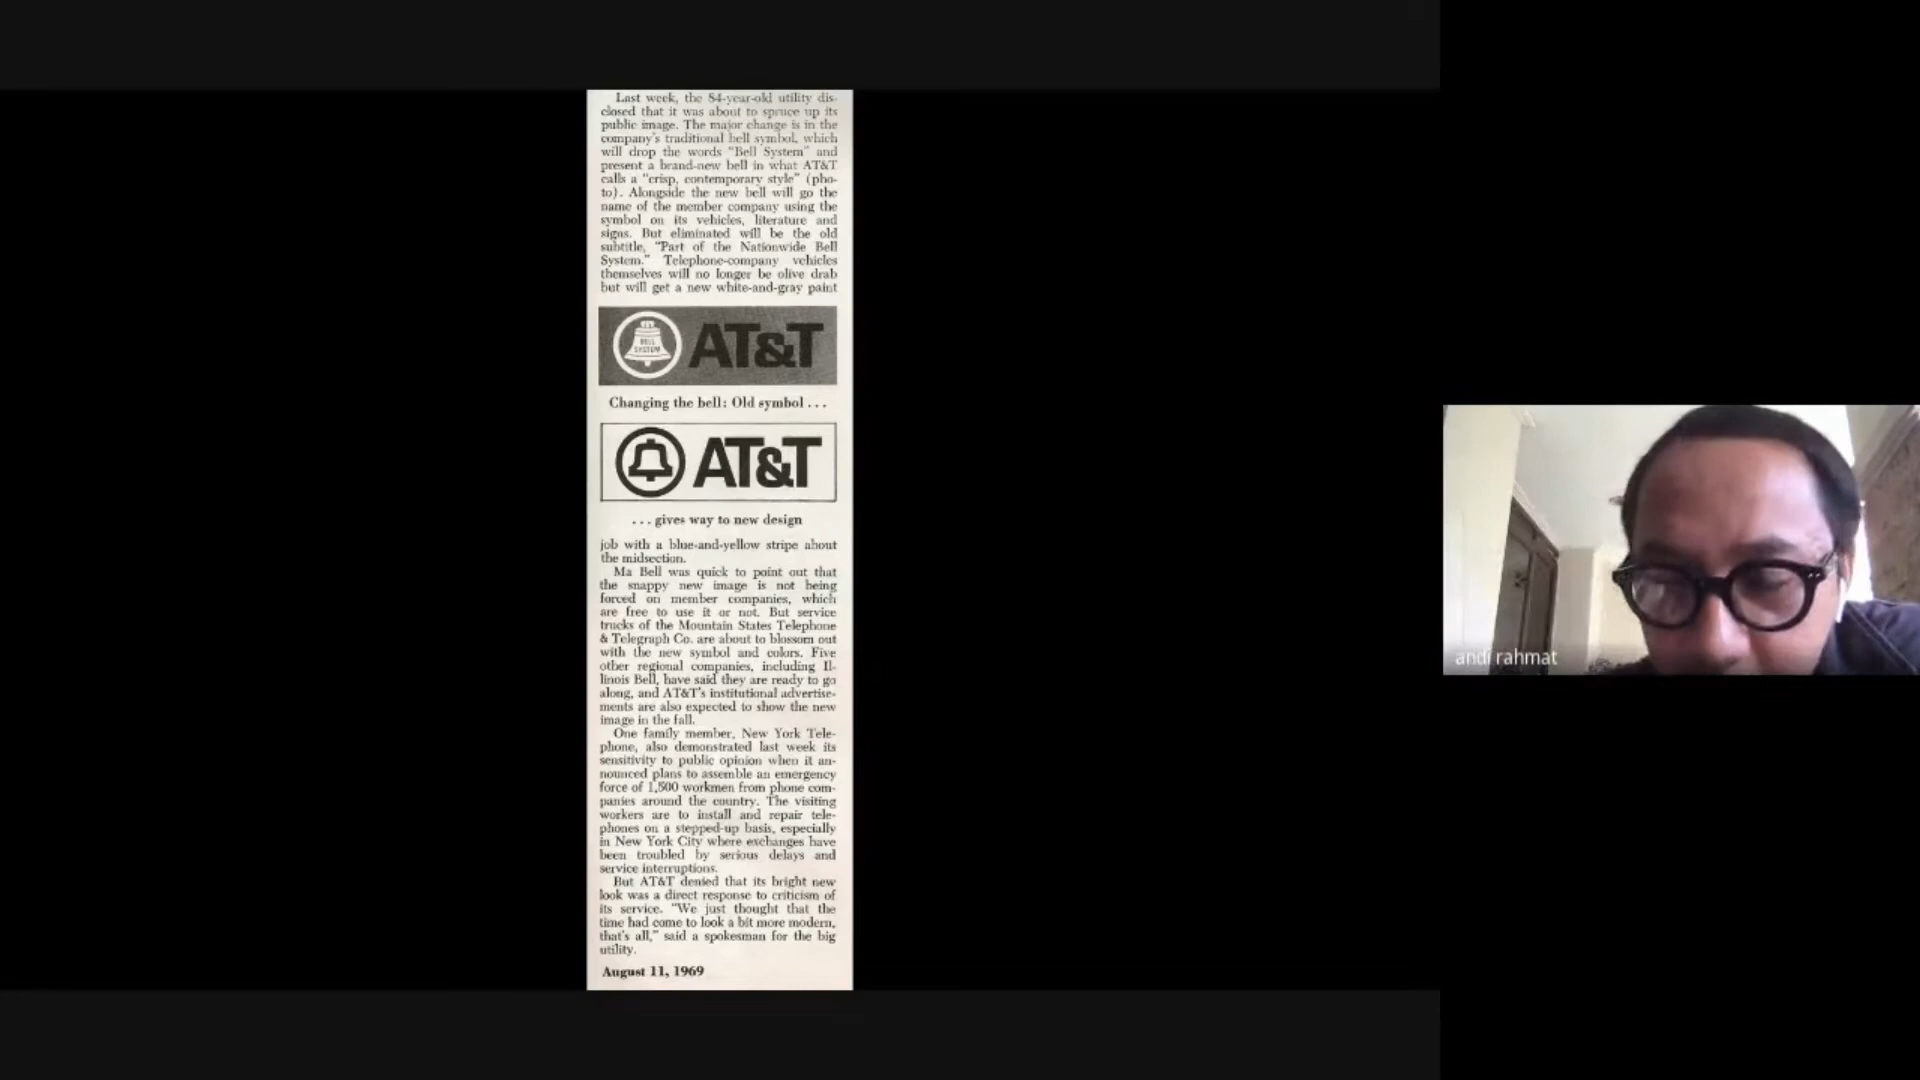 Last week, the 84-year-old utility dis-
closed that it was about to spruce up its
public image. The major change is in the
company's traditional bell symbol, which
will drop the words "Bell System" and
present a brand-new bell in what AT&T
calls a "crisp, contemporary style" (pho-
to). Alongside the new bell will go the
name of the member company using the
symbol on its vehicles, literature and
signs. But eliminated will be the old
subtitle, "Part of the Nationwide Bell
System." Telephone-company vehicles
themselves will no longer be olive drab
but will get a new white-and-gray paint
BELL
SYSTEM
AT&T
Changing the bell: Old symbol . . .
AT&T
. . . gives way to new design
job with a blue-and-yellow stripe about
the midsection.
Ma Bell was quick to point out that
the snappy new image is not being
forced on member companies, which
are free to use it or not. But service
trucks of the Mountain States Telephone
& Telegraph Co. are about to blossom out
with the new symbol and colors. Five
other regional companies, including Il-
linois Bell, have said they are ready to go
along, and AT&T's institutional advertise-
ments are also expected to show the new
image in the fall.
One family member, New York Tele-
phone, also demonstrated last week its
sensitivity to public opinion when it an-
nounced plans to assemble an emergency
force of 1,500 workmen from phone com-
panies around the country. The visiting
workers are to install and repair tele-
phones on a stepped-up basis, especially
in New York City where exchanges have
been troubled by serious delays and
service interruptions.
But AT&T denied that its bright new
look was a direct response to criticism of
its service. "We just thought that the
time had come to look a bit more modern,
that's all," said a spokesman for the big
utility.
August 11, 1969
andi rahmat